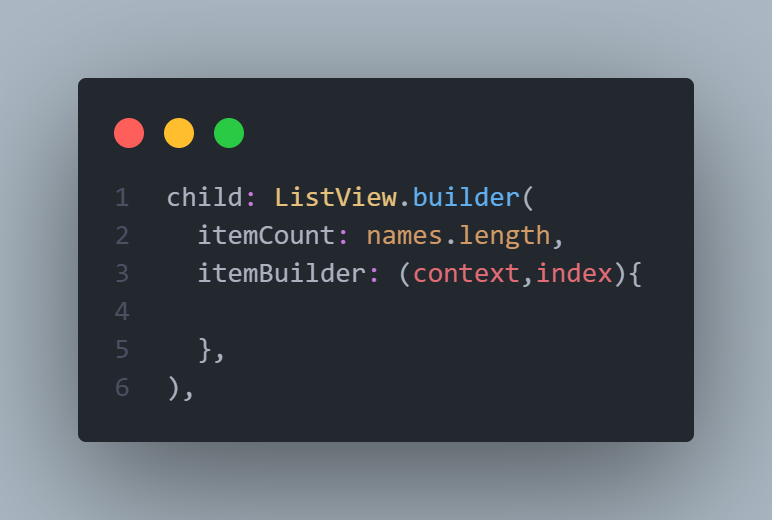 1 child: ListView.builder(
2 itemCount: names.length,
3 itemBuilder: (context,index){
4
5 },
6 ),